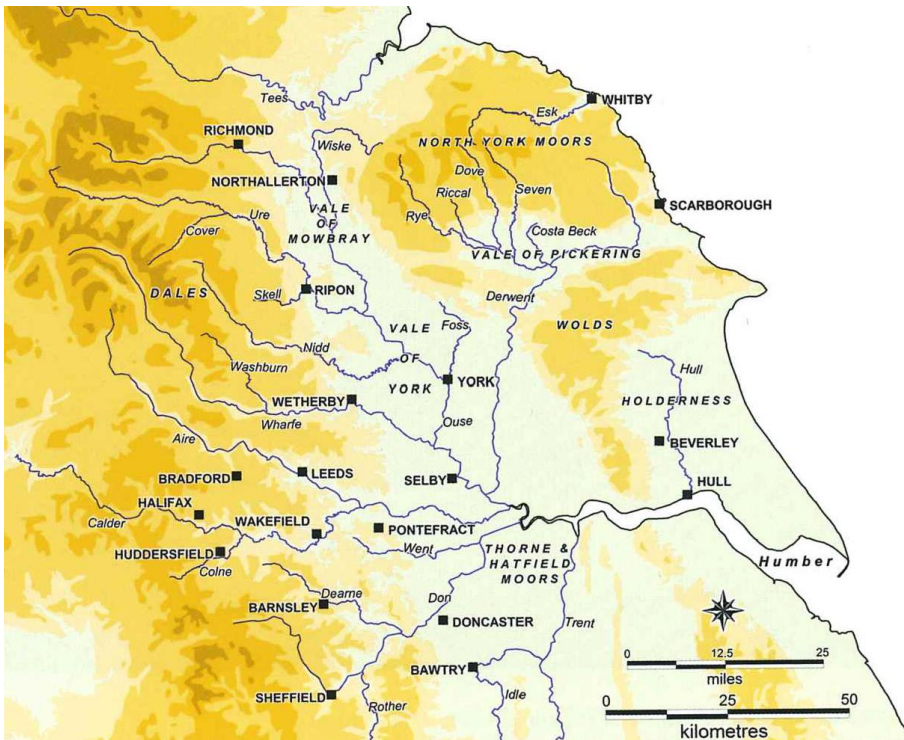 WHITBY
Esk
Tees
RICHMOND
Wiske
NORTH YORK MOORS
Dove
NORTHALLERTON
Riccal
Seven
SCARBOROUGH
VALE
OF
MOWBRAY
Ure
Rye
Cover
Costa Beck
VALE OF PICKERING
DALES
Skell
RIPON
Derwent
Foss
WOLDS
VALE
OF
YORK
Nidd
Washburn
Hull
YORK
WETHERBY
HOLDERNESS
Wharfe
Ouse
Aire
BEVERLEY
LEEDS
BRADFORD
SELBY
HULL
HALIFAX
Calder
WAKEFIELD
PONTEFRACT
HUDDERSFIELD
Went
THORNE &
HATFIELD
MOORS
Humber
Colne
Dearne
BARNSLEY
Don
DONCASTER
Trent
0 12.5 25
miles
BAWTRY
SHEFFIELD
Idle
Rother
0 25 50
kilometres